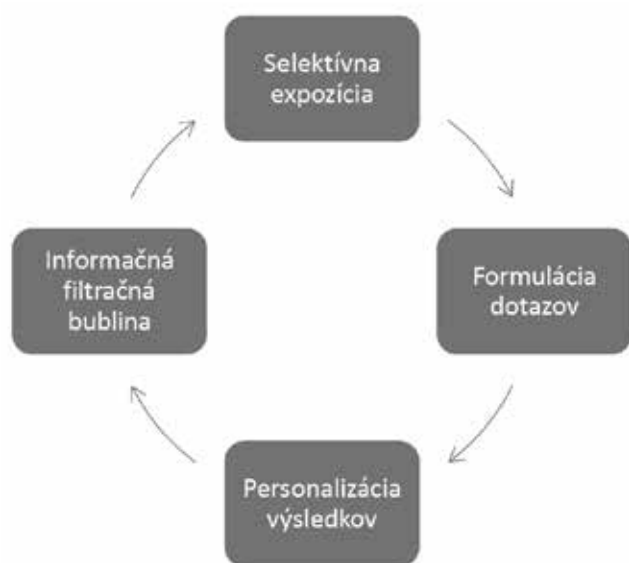 Selektívna
expozícia
Formulácia
dotazov
Personalizácia
výsledkov
Informačná
filtračná
bublina